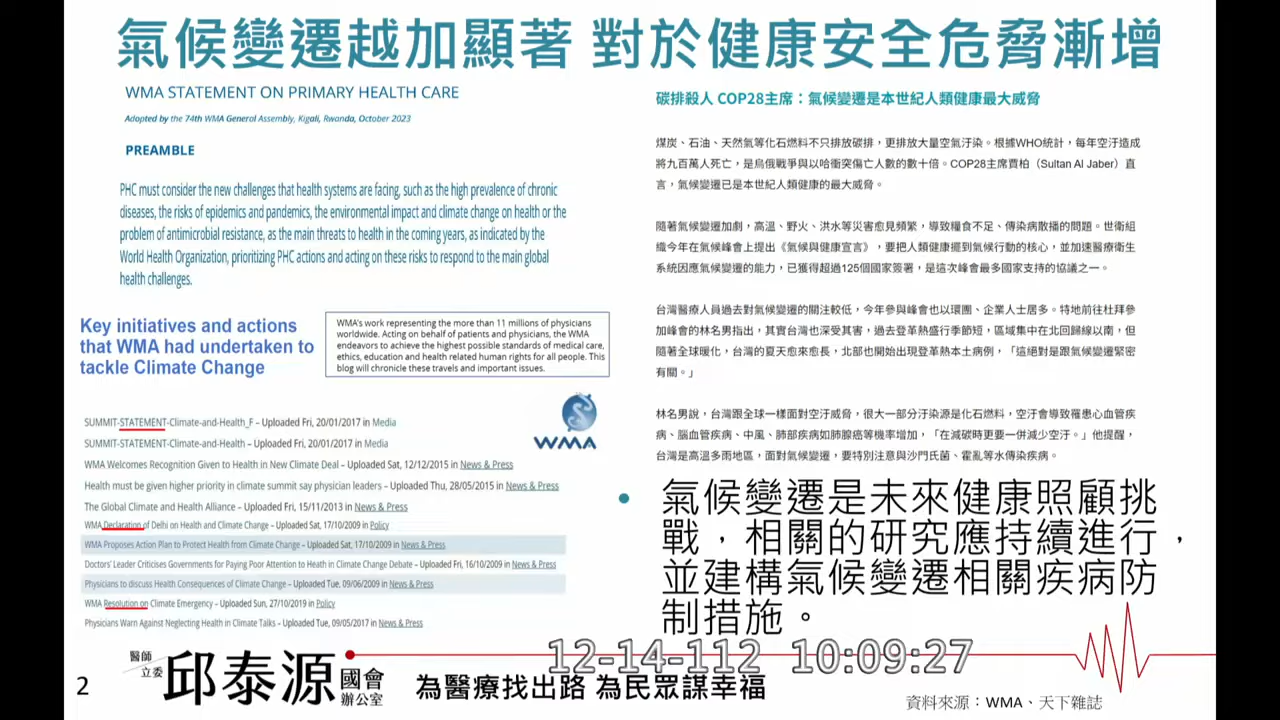 氣候變遷越加顯著 對於健康安全危脅漸增
WMA STATEMENT ON PRIMARY HEALTH CARE
Adopted by the 74th WMA General Assembly, Kigali, Rwanda, October 2023
PREAMBLE
PHC must consider the new challenges that health systems are facing, such as the high prevalence of chronic
diseases, the risks of epidemics and pandemics, the environmental impact and climate change on health or the
problem of antimicrobial resistance, as the main threats to health in the coming years, as indicated by the
World Health Organization, prioritizing PHC actions and acting on these risks to respond to the main global
health challenges.
Key initiatives and actions
that WMA had undertaken to
tackle Climate Change
WMA's work representing the more than 11 millions of physicians
worldwide. Acting on behalf of patients and physicians, the WMA
endeavors to achieve the highest possible standards of medical care,
ethics, education and health related human rights for all people. This
blog will chronicle these travels and important issues.
WMA
SUMMIT-STATEMENT-Climate-and-Health_F – Uploaded Fri, 20/01/2017 in Media
SUMMIT-STATEMENT-Climate-and-Health – Uploaded Fri, 20/01/2017 in Media
WMA Welcomes Recognition Given to Health in New Climate Deal – Uploaded Sat, 12/12/2015 in News & Press
Health must be given higher priority in climate summit say physician leaders – Uploaded Thu, 28/05/2015 in News & Press
The Global Climate and Health Alliance – Uploaded Fri, 15/11/2013 in News & Press
WMA Declaration of Delhi on Health and Climate Change – Uploaded Sat, 17/10/2009 in Policy
WMA Proposes Action Plan to Protect Health from Climate Change – Uploaded Sat, 17/10/2009 in News & Press
Doctors' Leader Criticises Governments for Paying Poor Attention to Heath in Climate Change Debate – Uploaded Fri, 16/10/2009 in News & Press
Physicians to discuss Health Consequences of Climate Change – Uploaded Tue, 09/06/2009 in News & Press
WMA Resolution on Climate Emergency – Uploaded Sun, 27/10/2019 in Policy
Physicians Warn Against Neglecting Health in Climate Talks – Uploaded Tue, 09/05/2017 in News & Press
碳排殺人 COP28主席：氣候變遷是本世紀人類健康最大威脅
煤炭、石油、天然氣等化石燃料不只排放碳排，更排放大量空氣汙染。根據WHO統計，每年空汙造成
將九百萬人死亡，是烏俄戰爭與以哈衝突傷亡人數的數十倍。COP28主席賈柏（Sultan Al Jaber）直
言，氣候變遷已是本世紀人類健康的最大威脅。
隨著氣候變遷加劇，高溫、野火、洪水等災害愈見頻繁，導致糧食不足、傳染病散播的問題。世衛組
織今年在氣候峰會上提出《氣候與健康宣言》，要把人類健康擺到氣候行動的核心，並加速醫療衛生
系統因應氣候變遷的能力，已獲得超過125個國家簽署，是這次峰會最多國家支持的協議之一。
台灣醫療人員過去對氣候變遷的關注較低，今年參與峰會也以環團、企業人士居多。特地前往杜拜參
加峰會的林名男指出，其實台灣也深受其害，過去登革熱盛行季節短，區域集中在北回歸線以南，但
隨著全球暖化，台灣的夏天愈來愈長，北部也開始出現登革熱本土病例，「這絕對是跟氣候變遷緊密
有關。」
林名男說，台灣跟全球一樣面對空汙威脅，很大一部分汙染源是化石燃料，空汙會導致罹患心血管疾
病、腦血管疾病、中風、肺部疾病如肺腺癌等機率增加，「在減碳時更要一併減少空汙。」他提醒，
台灣是高溫多雨地區，面對氣候變遷，要特別注意與沙門氏菌、霍亂等水傳染疾病。
• 氣候變遷是未來健康照顧挑
戰，相關的研究應持續進行，
並建構氣候變遷相關疾病防
制措施。
12-14-112 10:09:27
2
醫師
立委
邱泰源
國會
辦公室
為醫療找出路 為民眾謀幸福
資料來源：WMA、天下雜誌